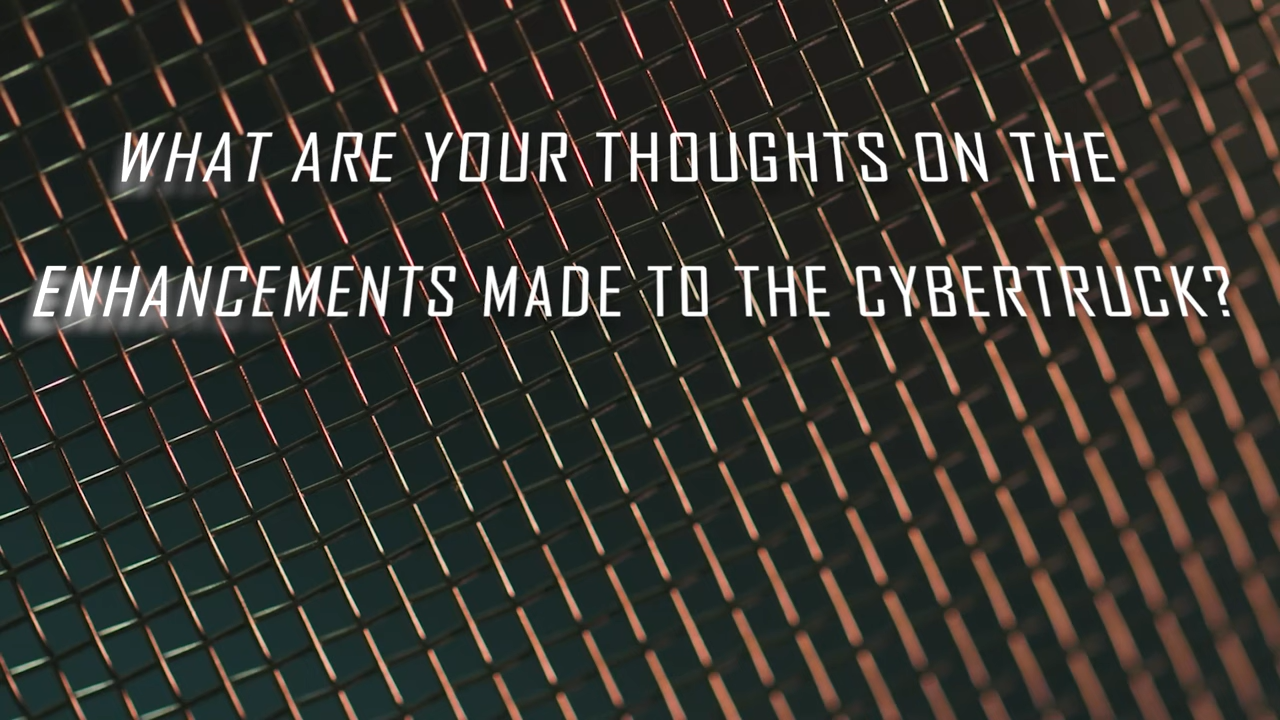 WHAT ARE YOUR THOUGHTS ON THE
ENHANCEMENTS MADE TO THE CYBERTRUCK?